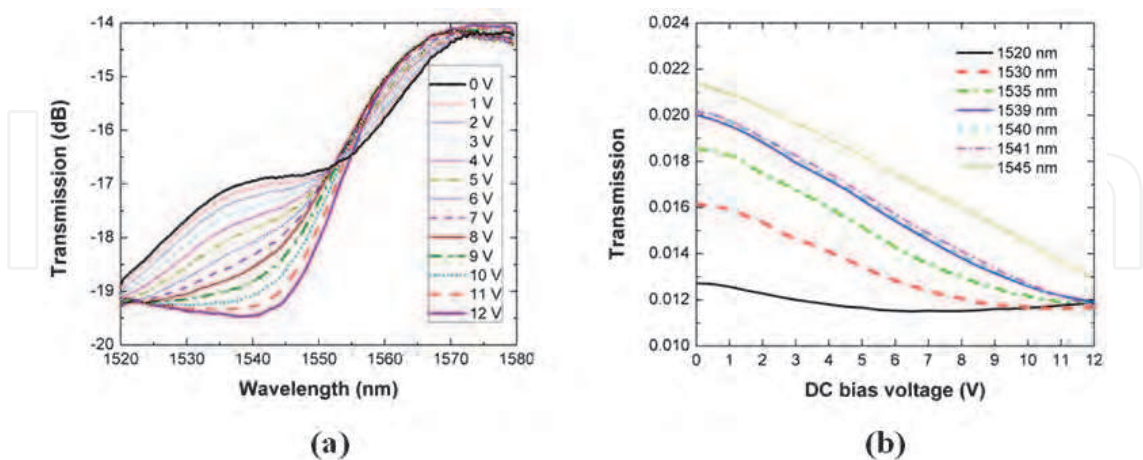 -14
-15
-16
-17
-18
-19
-20
Transmission (dB)
1520 1530 1540 1550 1560 1570 1580
Wavelength (nm)
0 V
1 V
2 V
3 V
4 V
5 V
6 V
7 V
8 V
9 V
10 V
11 V
12 V
(a)
0.024
0.022
0.020
0.018
0.016
0.014
0.012
0.010
Transmission
0 1 2 3 4 5 6 7 8 9 10 11 12
DC bias voltage (V)
1520 nm
1530 nm
1535 nm
1539 nm
1540 nm
1541 nm
1545 nm
(b)